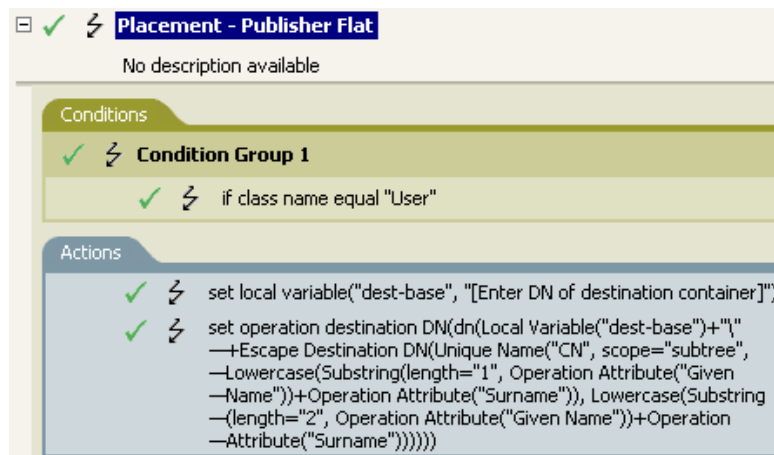 Placement - Publisher Flat
No description available
Conditions
Condition Group 1
if class name equal "User"
Actions
set local variable("dest-base", "[Enter DN of destination container]")
set operation destination DN(dn(Local Variable("dest-base")+"\"
—+Escape Destination DN(Unique Name("CN", scope="subtree",
—Lowercase(Substring(length="1", Operation Attribute("Given
—Name"))+Operation Attribute("Surname")), Lowercase(Substring
—(length="2", Operation Attribute("Given Name"))+Operation
—Attribute("Surname"))))))